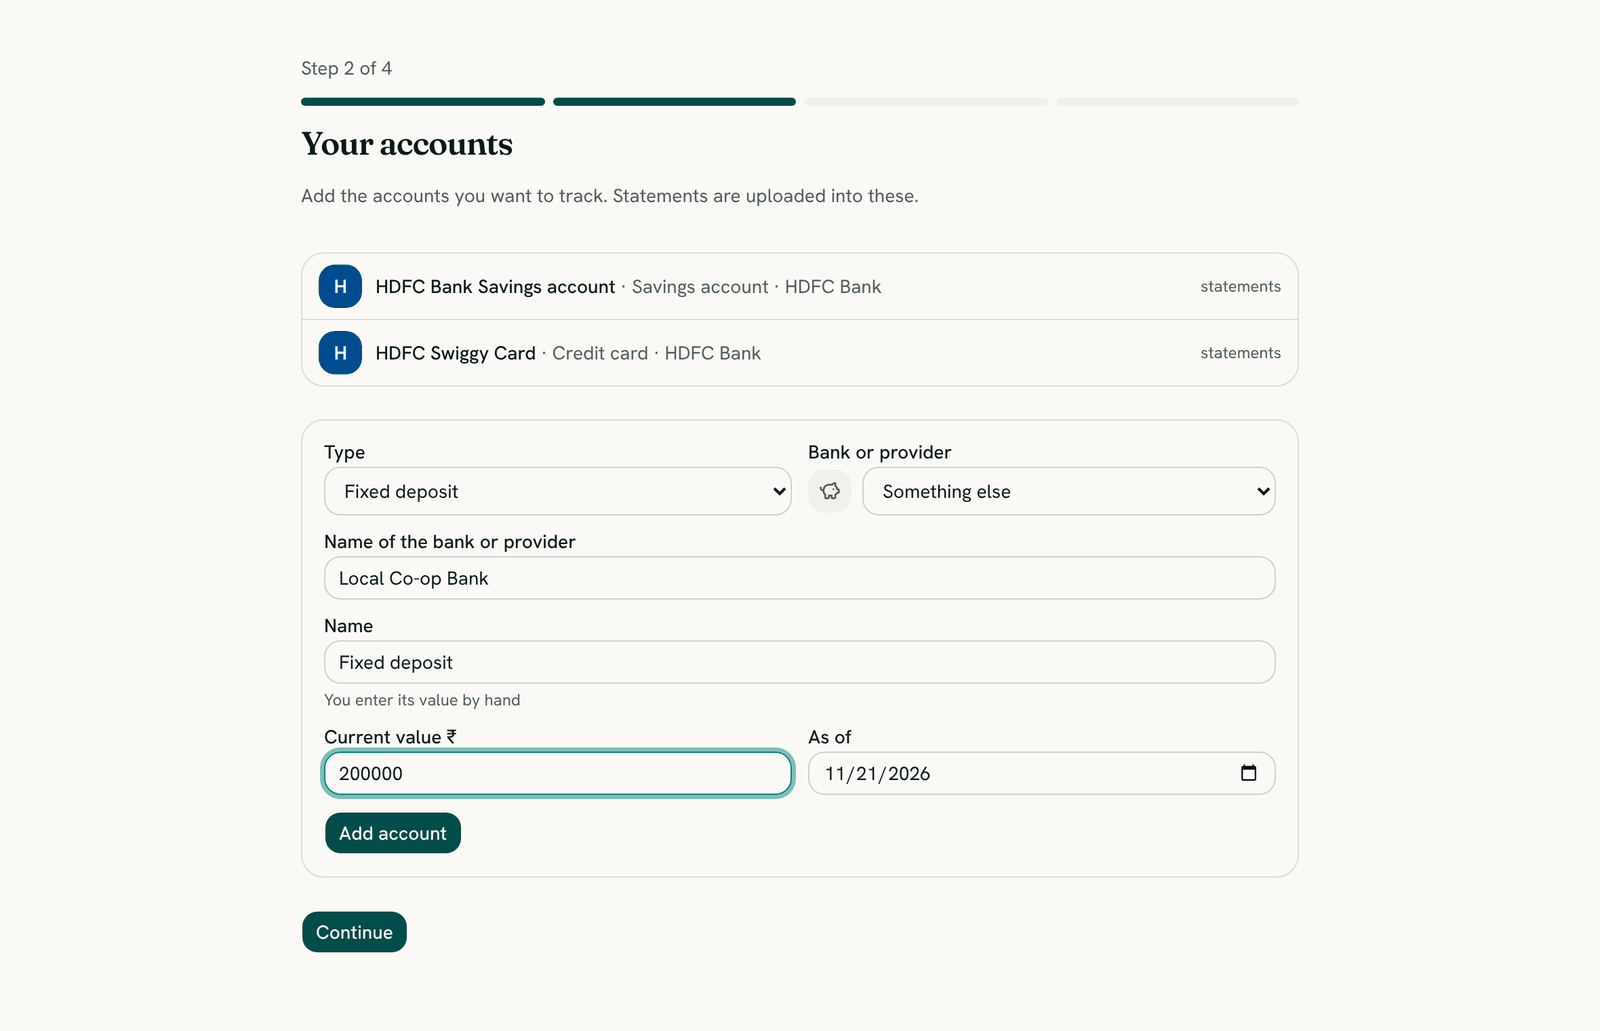 Step 2 of 4
Your accounts
Add the accounts you want to track. Statements are uploaded into these.
H HDFC Bank Savings account · Savings account · HDFC Bank statements
H HDFC Swiggy Card · Credit card · HDFC Bank statements
Type Bank or provider
Fixed deposit Something else
Name of the bank or provider
Local Co-op Bank
Name
Fixed deposit
You enter its value by hand
Current value ₹ As of
200000 11/21/2026
Add account
Continue